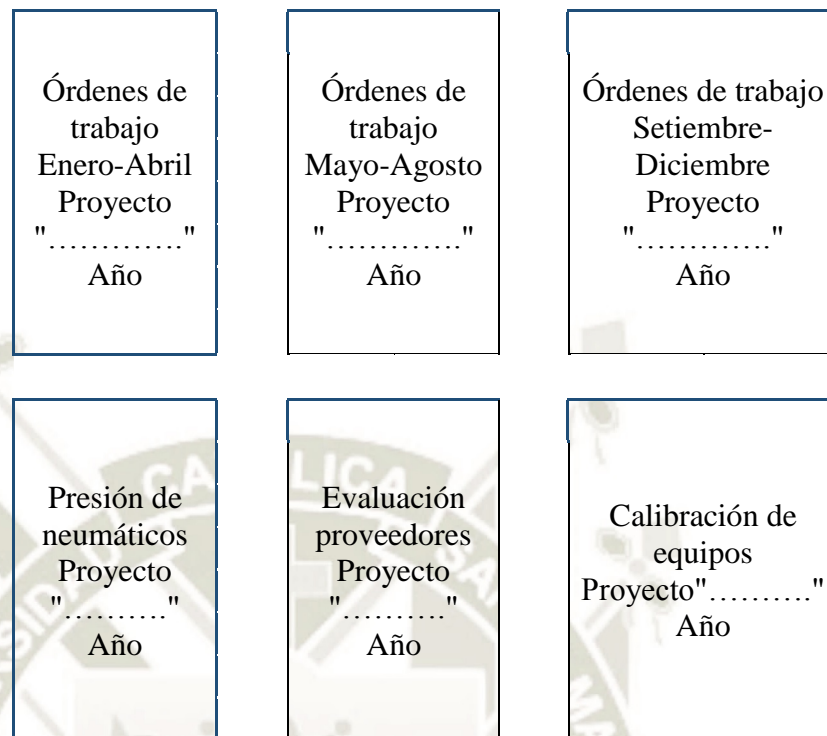 Órdenes de
trabajo
Enero-Abril
Proyecto
"…………."
Año
Órdenes de
trabajo
Mayo-Agosto
Proyecto
"…………."
Año
Órdenes de trabajo
Setiembre-
Diciembre
Proyecto
"…………."
Año
Presión de
neumáticos
Proyecto
"………."
Año
Evaluación
proveedores
Proyecto
"………."
Año
Calibración de
equipos
Proyecto"………."
Año